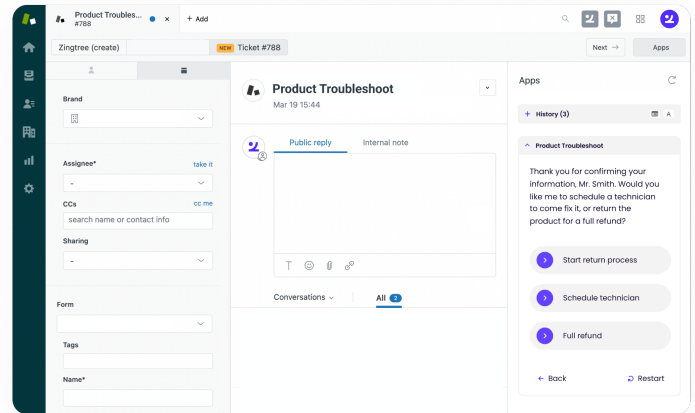 Product Troubles...
#788
+ Add
Zingtree (create)
NEW Ticket #788
Next →
Apps
Brand
Assignee*
take it
-
CCs
cc me
search name or contact info
Sharing
-
Form
Tags
Name*
Product Troubleshoot
Mar 19 15:44
Public reply
Internal note
Conversations
All 2
Apps
+ History (3)
A
Product Troubleshoot
Thank you for confirming your
information, Mr. Smith. Would you
like me to schedule a technician
to come fix it, or return the
product for a full refund?
Start return process
Schedule technician
Full refund
← Back
Restart